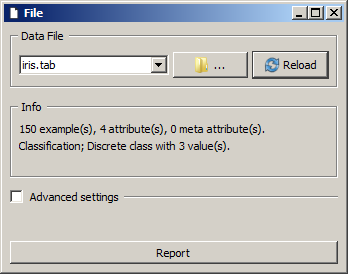 File
Data File
iris.tab
...
Reload
Info
150 example(s), 4 attribute(s), 0 meta attribute(s).
Classification; Discrete class with 3 value(s).
Advanced settings
Report